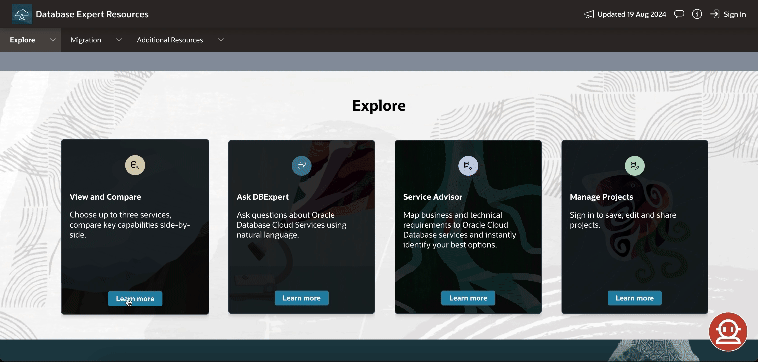 Database Expert Resources
Updated 19 Aug 2024
Sign In
Explore
Migration
Additional Resources
Explore
View and Compare
Choose up to three services,
compare key capabilities side-by-
side.
Learn more
Ask DBExpert
Ask questions about Oracle
Database Cloud Services using
natural language.
Learn more
Service Advisor
Map business and technical
requirements to Oracle Cloud
Database services and instantly
identify your best options.
Learn more
Manage Projects
Sign in to save, edit and share
projects.
Learn more